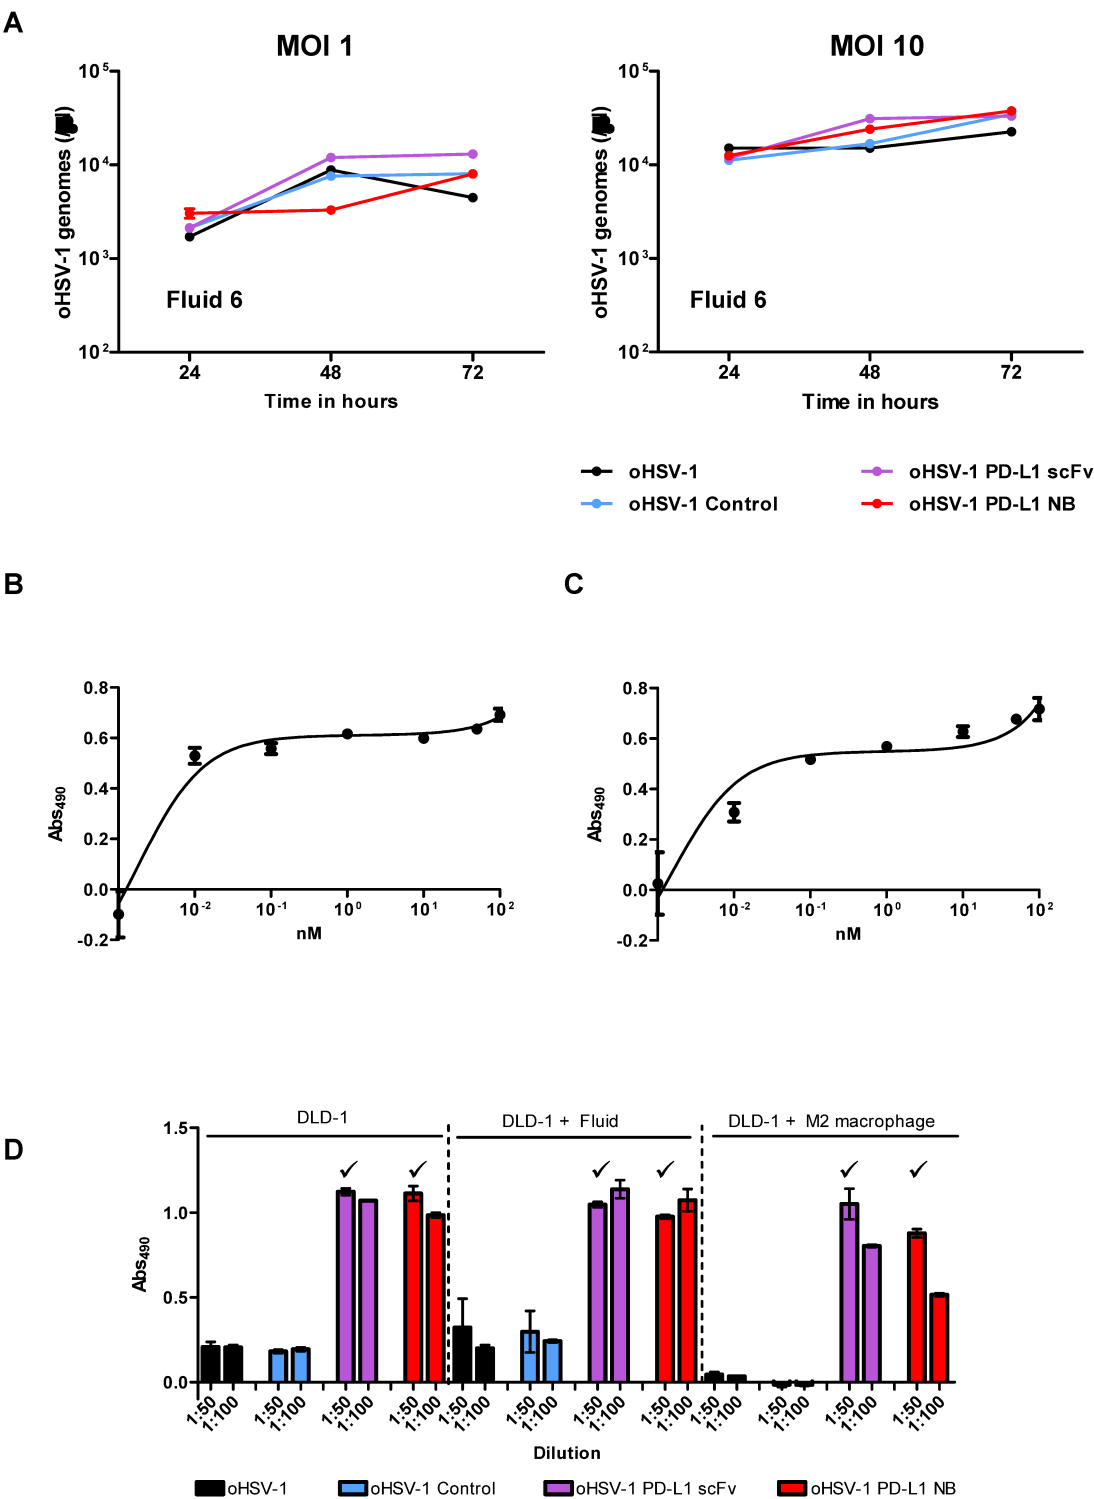 A
MOI 1
MOI 10
10⁵
10⁴
10³
10²
oHSV-1 genomes
Fluid 6
24
48
72
Time in hours
10⁵
10⁴
10³
10²
oHSV-1 genomes
Fluid 6
24
48
72
Time in hours
oHSV-1
oHSV-1 PD-L1 scFv
oHSV-1 Control
oHSV-1 PD-L1 NB
B
C
0.8
0.6
0.4
0.2
0.0
-0.2
Abs490
10⁻²
10⁻¹
10⁰
10¹
10²
nM
0.8
0.6
0.4
0.2
0.0
-0.2
Abs490
10⁻²
10⁻¹
10⁰
10¹
10²
nM
D
DLD-1
DLD-1 + Fluid
DLD-1 + M2 macrophage
1.5
1.0
0.5
0.0
Abs490
1:50 1:100 1:50 1:100 1:50 1:100 1:50 1:100 1:50 1:100 1:50 1:100 1:50 1:100 1:50 1:100 1:50 1:100 1:50 1:100 1:50 1:100 1:50 1:100
Dilution
oHSV-1 oHSV-1 Control oHSV-1 PD-L1 scFv oHSV-1 PD-L1 NB